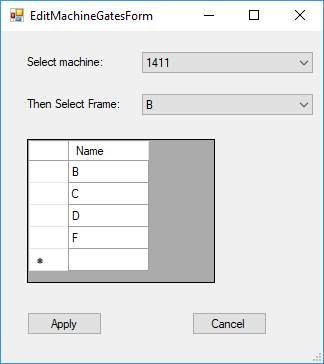 EditMachineGatesForm
Select machine: 1411
Then Select Frame: B
Name
B
C
D
F
*
Apply Cancel